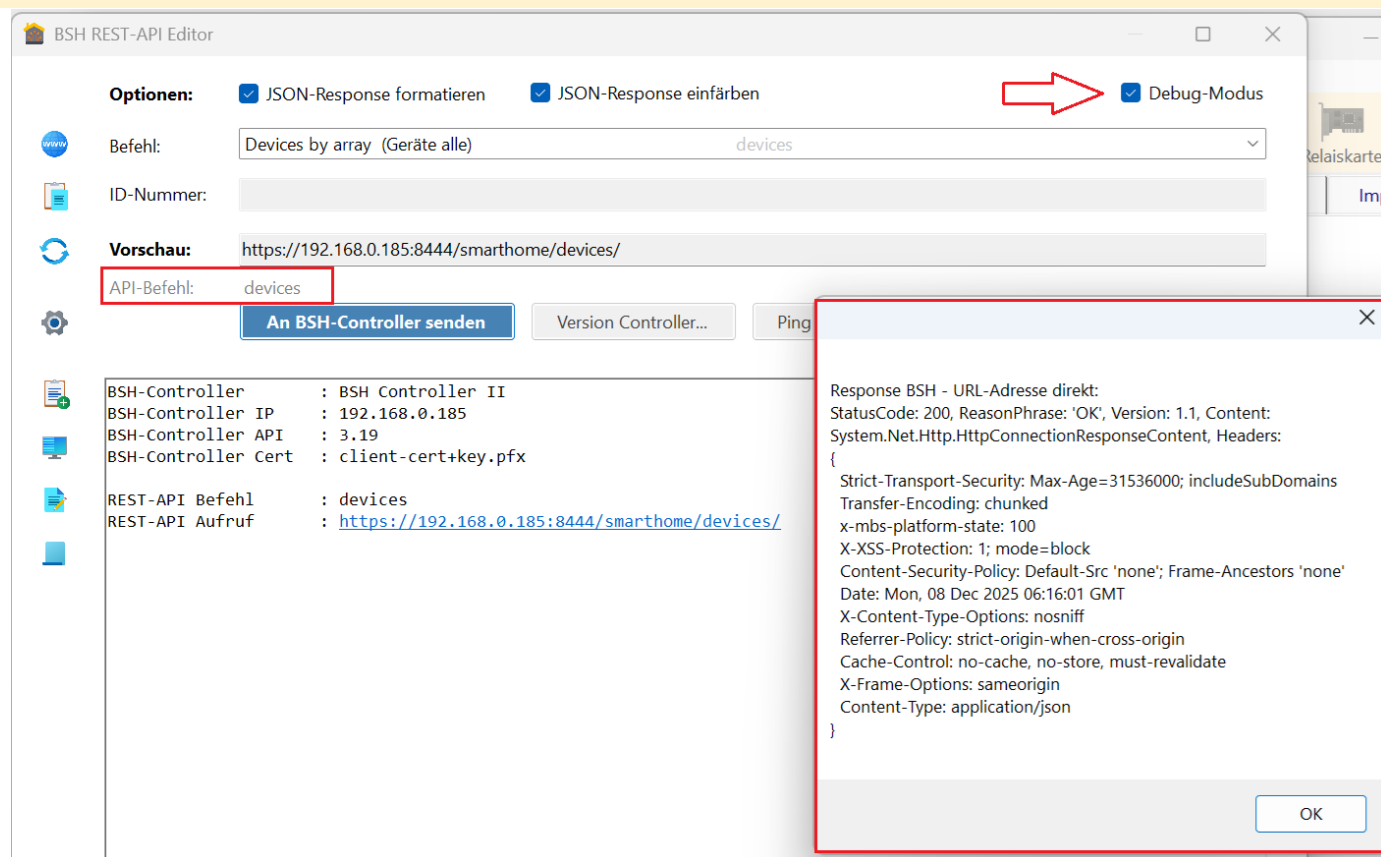 BSH REST-API Editor
Optionen: JSON-Response formatieren JSON-Response einfärben Debug-Modus
www
Befehl: Devices by array (Geräte alle) devices
Relaiskarte
ID-Nummer:
Vorschau: https://192.168.0.185:8444/smarthome/devices/
API-Befehl: devices
An BSH-Controller senden Version Controller... Ping
BSH-Controller : BSH Controller II
BSH-Controller IP : 192.168.0.185
BSH-Controller API : 3.19
BSH-Controller Cert : client-cert+key.pfx
REST-API Befehl : devices
REST-API Aufruf : https://192.168.0.185:8444/smarthome/devices/
Response BSH - URL-Adresse direkt:
StatusCode: 200, ReasonPhrase: 'OK', Version: 1.1, Content:
System.Net.Http.HttpConnectionResponseContent, Headers:
{
Strict-Transport-Security: Max-Age=31536000; includeSubDomains
Transfer-Encoding: chunked
x-mbs-platform-state: 100
X-XSS-Protection: 1; mode=block
Content-Security-Policy: Default-Src 'none'; Frame-Ancestors 'none'
Date: Mon, 08 Dec 2025 06:16:01 GMT
X-Content-Type-Options: nosniff
Referrer-Policy: strict-origin-when-cross-origin
Cache-Control: no-cache, no-store, must-revalidate
X-Frame-Options: sameorigin
Content-Type: application/json
}
OK